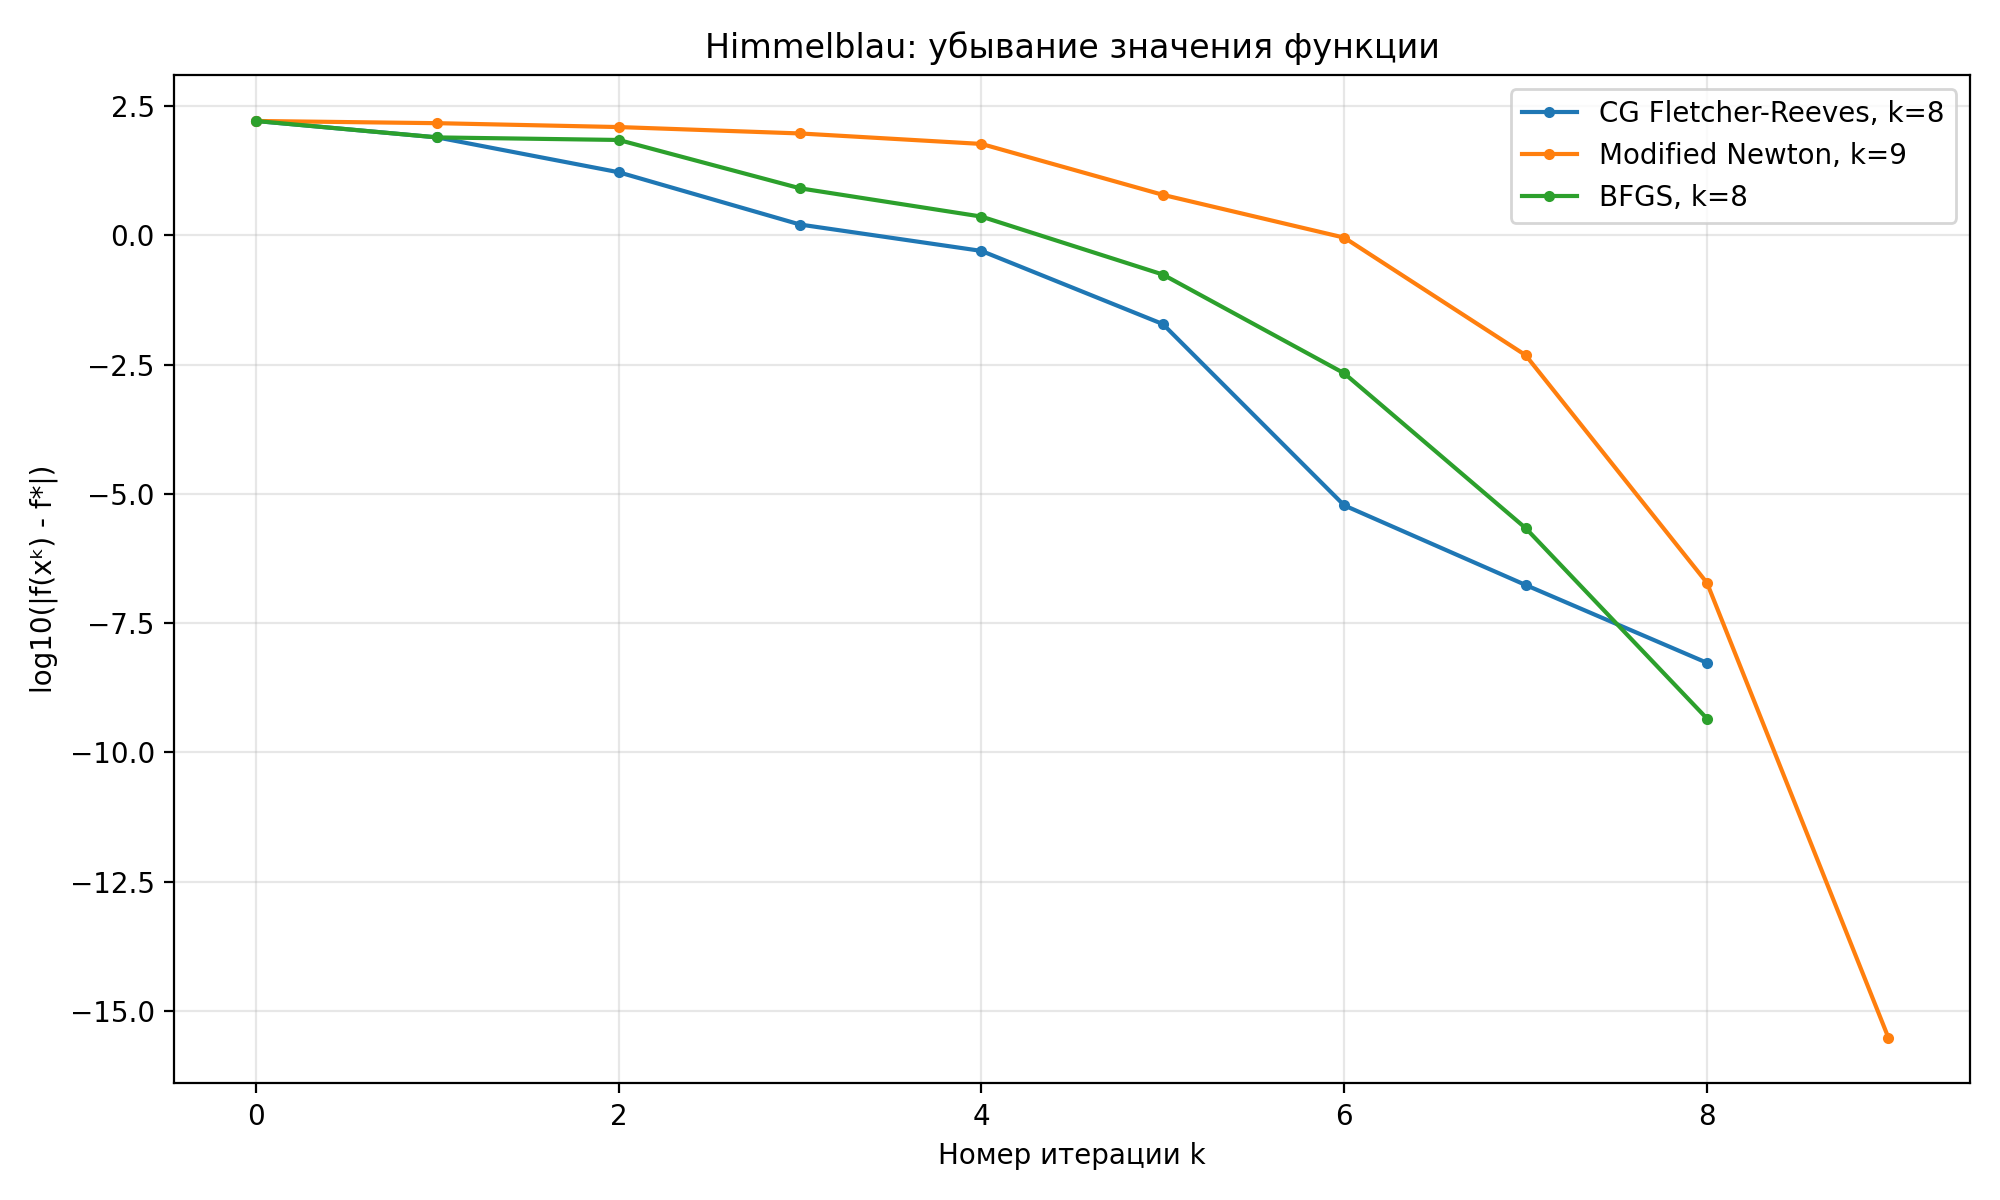 Himmelblau: убывание значения функции
CG Fletcher-Reeves, k=8
Modified Newton, k=9
BFGS, k=8
log10(|f(xᵏ) - f*|)
2.5
0.0
−2.5
−5.0
−7.5
−10.0
−12.5
−15.0
0 2 4 6 8
Номер итерации k